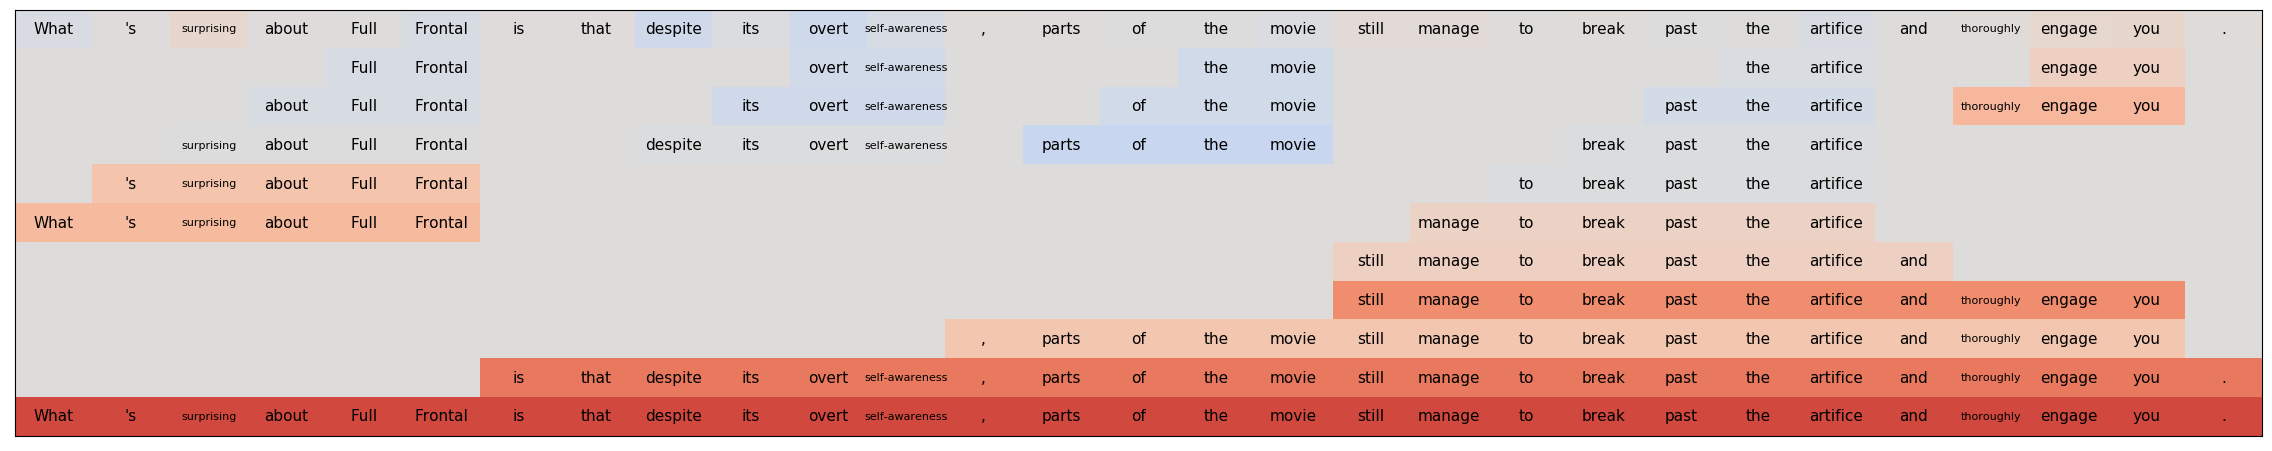 What 's surprising about Full Frontal is that despite its overt self-awareness , parts of the movie still manage to break past the artifice and thoroughly engage you .
Full Frontal overt self-awareness the movie the artifice engage you
about Full Frontal its overt self-awareness of the movie past the artifice thoroughly engage you
surprising about Full Frontal despite its overt self-awareness parts of the movie break past the artifice
's surprising about Full Frontal to break past the artifice
What 's surprising about Full Frontal manage to break past the artifice
still manage to break past the artifice and
still manage to break past the artifice and thoroughly engage you
, parts of the movie still manage to break past the artifice and thoroughly engage you
is that despite its overt self-awareness , parts of the movie still manage to break past the artifice and thoroughly engage you .
What 's surprising about Full Frontal is that despite its overt self-awareness , parts of the movie still manage to break past the artifice and thoroughly engage you .